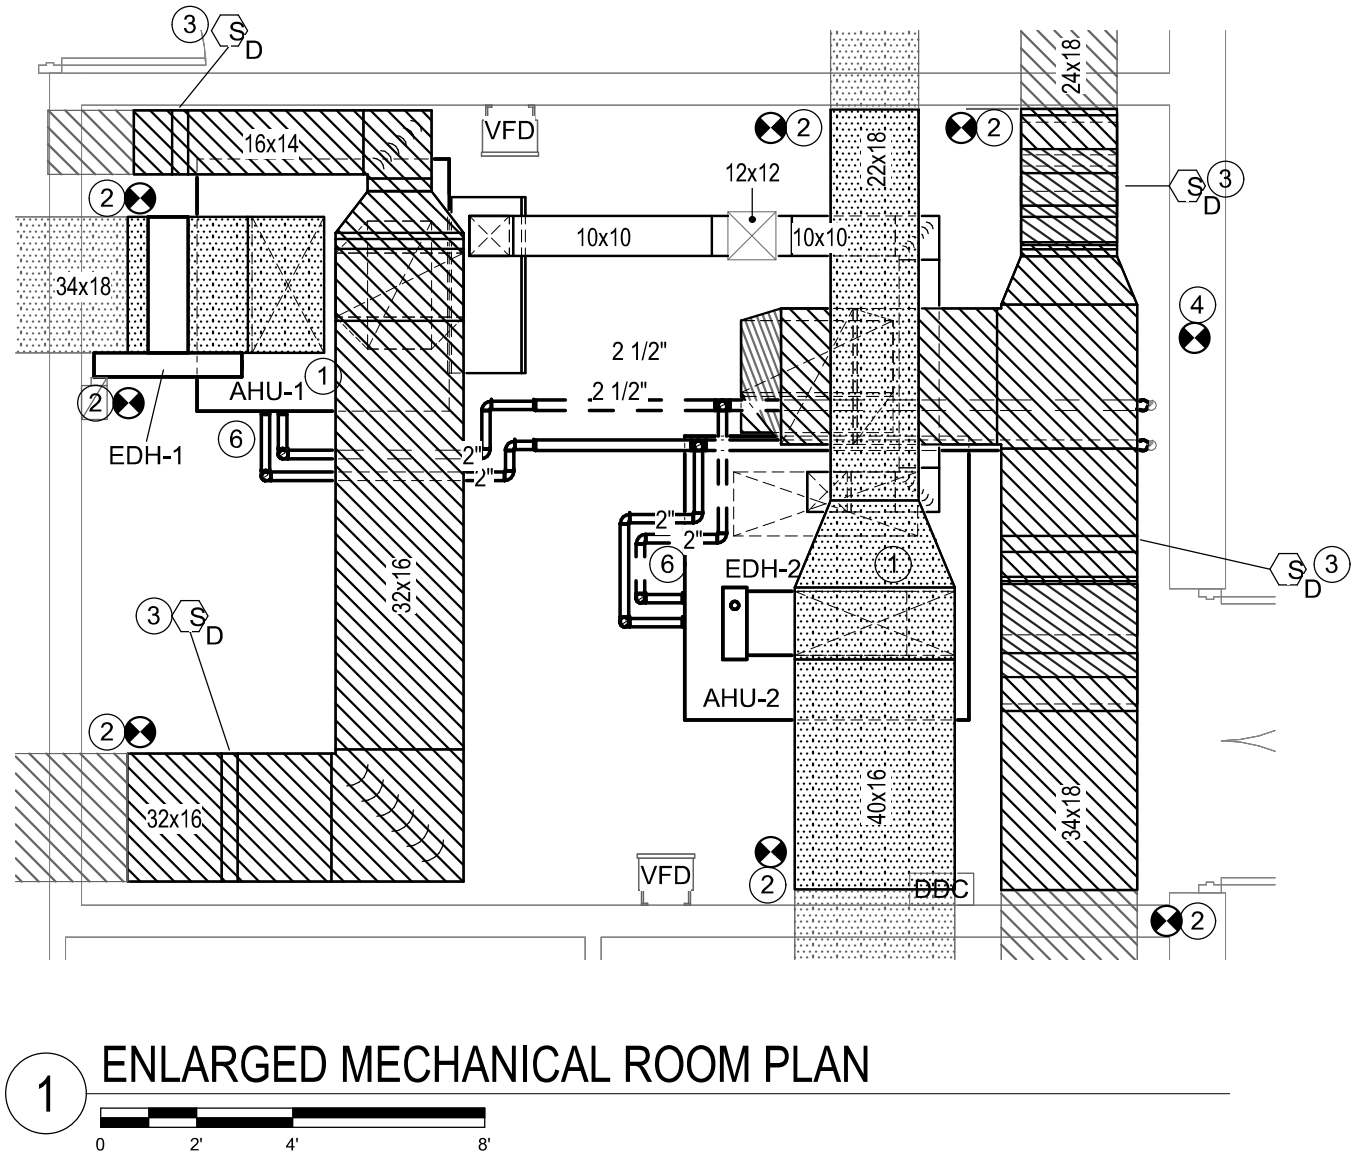 3 S D
24x18
VFD
16x14
2
2
22x18
12x12
S 3
D
2
10x10
10x10
34x18
4
2 1/2"
2 1/2"
1
AHU-1
2
6
EDH-1
2"
2"
2"
2"
6
EDH-2
1
32x16
S 3
D
3 S D
AHU-2
2
32x16
40x16
34x18
VFD
2
DDC
2
1 ENLARGED MECHANICAL ROOM PLAN
0 2' 4' 8'